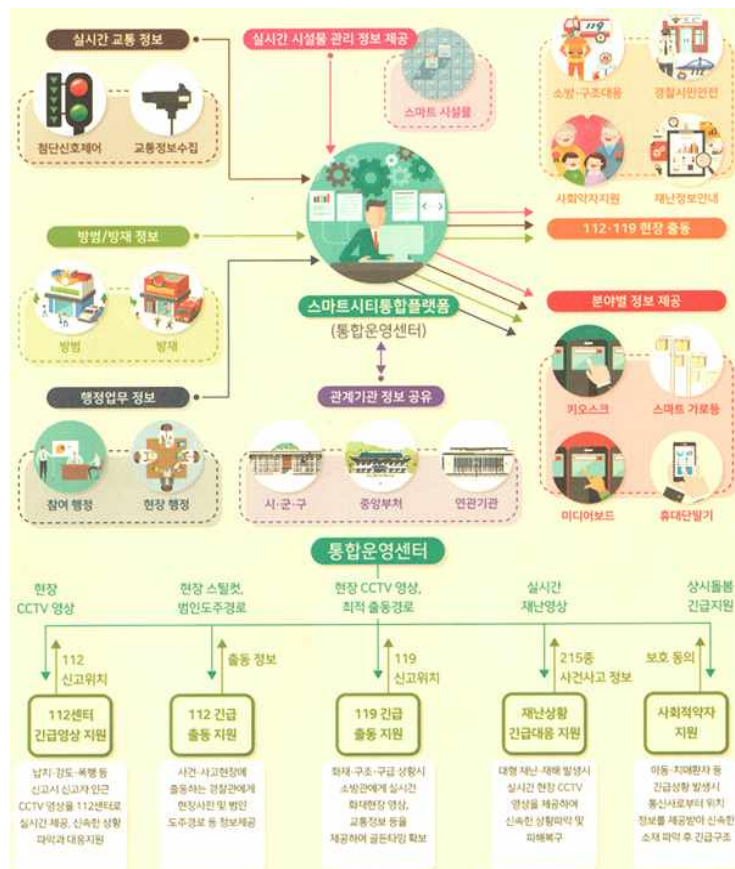 실시간 교통 정보
첨단신호제어
교통정보수집
실시간 시설물 관리 정보 제공
스마트 시설물
119
소방·구조대응
경찰시민안전
사회약자지원
재난정보안내
112·119 현장 출동
방범/방재 정보
방범
방재
스마트시티통합플랫폼
(통합운영센터)
분야별 정보 제공
키오스크
스마트 가로등
미디어보드
휴대단말기
행정업무 정보
참여 행정
현장 행정
관계기관 정보 공유
시·군·구
중앙부처
연관기관
통합운영센터
현장
CCTV 영상
현장 스틸컷,
범인도주경로
현장 CCTV 영상,
최적 출동경로
실시간
재난영상
상시돌봄
긴급지원
112
신고위치
출동 정보
119
신고위치
215종
사건사고 정보
보호 동의
112센터
긴급영상 지원
112 긴급
출동 지원
119 긴급
출동 지원
재난상황
긴급대응 지원
사회적약자
지원
납치·강도·폭행 등
신고시 신고자 인근
CCTV 영상을 112센터로
실시간 제공, 신속한 상황
파악과 대응지원
사건·사고현장에
출동하는 경찰관에게
현장사진 및 범인
도주경로 등 정보제공
화재·구조·구급 상황시
소방관에게 실시간
화재현장 영상,
교통정보 등을
제공하여 골든타임 확보
대형 재난·재해 발생시
실시간 현장 CCTV
영상을 제공하여
신속한 상황파악 및
피해복구
아동·치매환자 등
긴급상황 발생시
통신사로부터 위치
정보를 제공받아 신속한
소재 파악 후 긴급구조